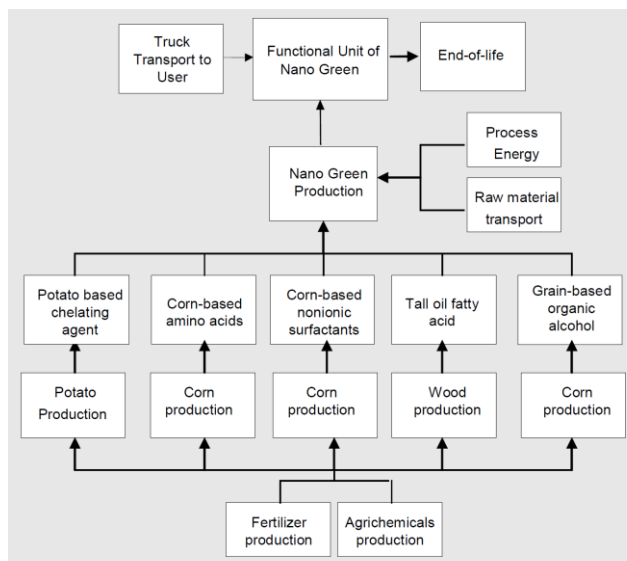 Truck
Transport to
User
Functional Unit of
Nano Green
End-of-life
Process
Energy
Nano Green
Production
Raw material
transport
Potato based
chelating agent
Corn-based
amino acids
Corn-based
nonionic
surfactants
Tall oil fatty
acid
Grain-based
organic
alcohol
Potato
Production
Corn
production
Corn
production
Wood
production
Corn
production
Fertilizer
production
Agrichemicals
production